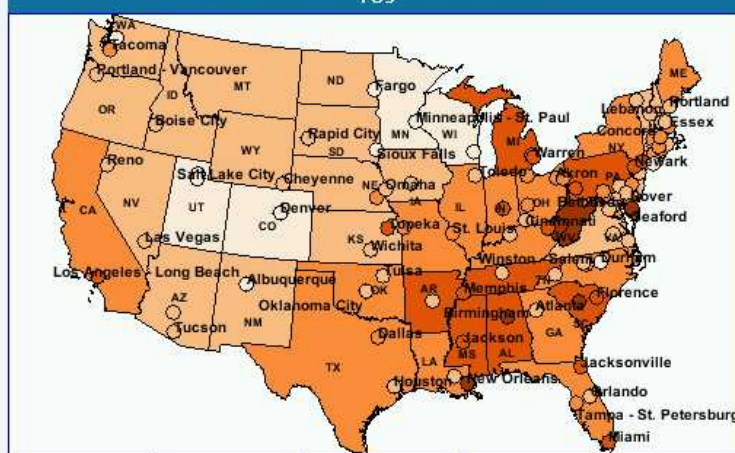 WA
Tacoma
Portland - Vancouver
OR
ID
MT
ND
Fargo
ME
Lebanon
Portland
Essex
Concord
Boise City
Rapid City
SD
MN
Minneapolis - St. Paul
WI
MI
NY
Warren
Sioux Falls
Newark
Reno
WY
Salt Lake City
Cheyenne
NE
Omaha
IA
Toledo
Akron
PA
Dover
NV
UT
Denver
CO
IL
IN
OH
Seaford
CA
Topeka
St. Louis
Cincinnati
WV
Las Vegas
KS
Wichita
VA
Los Angeles - Long Beach
Albuquerque
Tulsa
Winston - Salem
Durham
AZ
NM
Oklahoma City
OK
AR
Memphis
TN
Florence
Birmingham
Atlanta
SC
Tucson
Dallas
Jackson
MS
AL
GA
TX
LA
Houston
New Orleans
Jacksonville
Orlando
Tampa - St. Petersburg
Miami